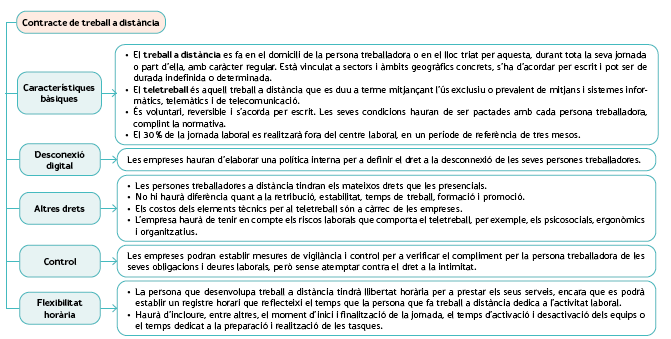 Contracte de treball a distància
Característiques
bàsiques
• El treball a distància es fa en el domicili de la persona treballadora o en el lloc triat per aquesta, durant tota la seva jornada
o part d'ella, amb caràcter regular. Està vinculat a sectors i àmbits geogràfics concrets, s'ha d'acordar per escrit i pot ser de
durada indefinida o determinada.
• El teletreball és aquell treball a distància que es duu a terme mitjançant l'ús exclusiu o prevalent de mitjans i sistemes infor-
màtics, telemàtics i de telecomunicació.
• És voluntari, reversible i s'acorda per escrit. Les seves condicions hauran de ser pactades amb cada persona treballadora,
complint la normativa.
• El 30 % de la jornada laboral es realitzarà fora del centre laboral, en un període de referència de tres mesos.
Desconexió
digital
Les empreses hauran d'elaborar una política interna per a definir el dret a la desconnexió de les seves persones treballadores.
Altres drets
• Les persones treballadores a distància tindran els mateixos drets que les presencials.
• No hi haurà diferència quant a la retribució, estabilitat, temps de treball, formació i promoció.
• Els costos dels elements tècnics per al teletreball són a càrrec de les empreses.
• L'empresa haurà de tenir en compte els riscos laborals que comporta el teletreball, per exemple, els psicosocials, ergonòmics
i organitzatius.
Control
Les empreses podran establir mesures de vigilància i control per a verificar el compliment per la persona treballadora de les
seves obligacions i deures laborals, però sense atemptar contra el dret a la intimitat.
Flexibilitat
horària
• La persona que desenvolupa treball a distància tindrà llibertat horària per a prestar els seus serveis, encara que es podrà
establir un registre horari que reflecteixi el temps que la persona que fa treball a distància dedica a l'activitat laboral.
• Haurà d'incloure, entre altres, el moment d'inici i finalització de la jornada, el temps d'activació i desactivació dels equips o
el temps dedicat a la preparació i realització de les tasques.